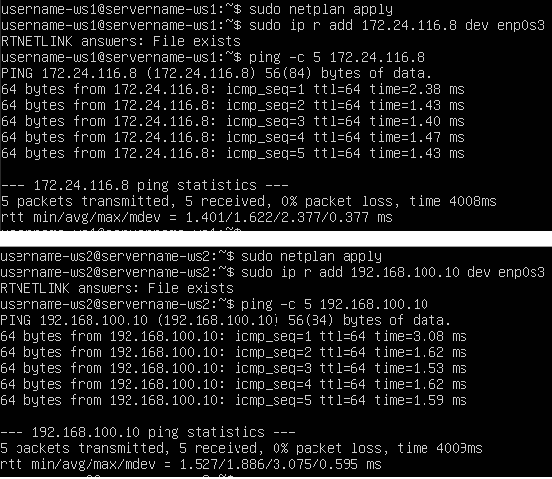 username-ws1@servername-ws1:~$ sudo netplan apply
username-ws1@servername-ws1:~$ sudo ip r add 172.24.116.8 dev enp0s3
RTNETLINK answers: File exists
username-ws1@servername-ws1:~$ ping -c 5 172.24.116.8
PING 172.24.116.8 (172.24.116.8) 56(84) bytes of data.
64 bytes from 172.24.116.8: icmp_seq=1 ttl=64 time=2.38 ms
64 bytes from 172.24.116.8: icmp_seq=2 ttl=64 time=1.43 ms
64 bytes from 172.24.116.8: icmp_seq=3 ttl=64 time=1.40 ms
64 bytes from 172.24.116.8: icmp_seq=4 ttl=64 time=1.47 ms
64 bytes from 172.24.116.8: icmp_seq=5 ttl=64 time=1.43 ms
--- 172.24.116.8 ping statistics ---
5 packets transmitted, 5 received, 0% packet loss, time 4008ms
rtt min/avg/max/mdev = 1.401/1.622/2.377/0.377 ms
username-ws2@servername-ws2:~$ sudo netplan apply
username-ws2@servername-ws2:~$ sudo ip r add 192.168.100.10 dev enp0s3
RTNETLINK answers: File exists
username-ws2@servername-ws2:~$ ping -c 5 192.168.100.10
PING 192.168.100.10 (192.168.100.10) 56(84) bytes of data.
64 bytes from 192.168.100.10: icmp_seq=1 ttl=64 time=3.08 ms
64 bytes from 192.168.100.10: icmp_seq=2 ttl=64 time=1.62 ms
64 bytes from 192.168.100.10: icmp_seq=3 ttl=64 time=1.53 ms
64 bytes from 192.168.100.10: icmp_seq=4 ttl=64 time=1.62 ms
64 bytes from 192.168.100.10: icmp_seq=5 ttl=64 time=1.59 ms
--- 192.168.100.10 ping statistics ---
5 packets transmitted, 5 received, 0% packet loss, time 4009ms
rtt min/avg/max/mdev = 1.527/1.886/3.075/0.595 ms